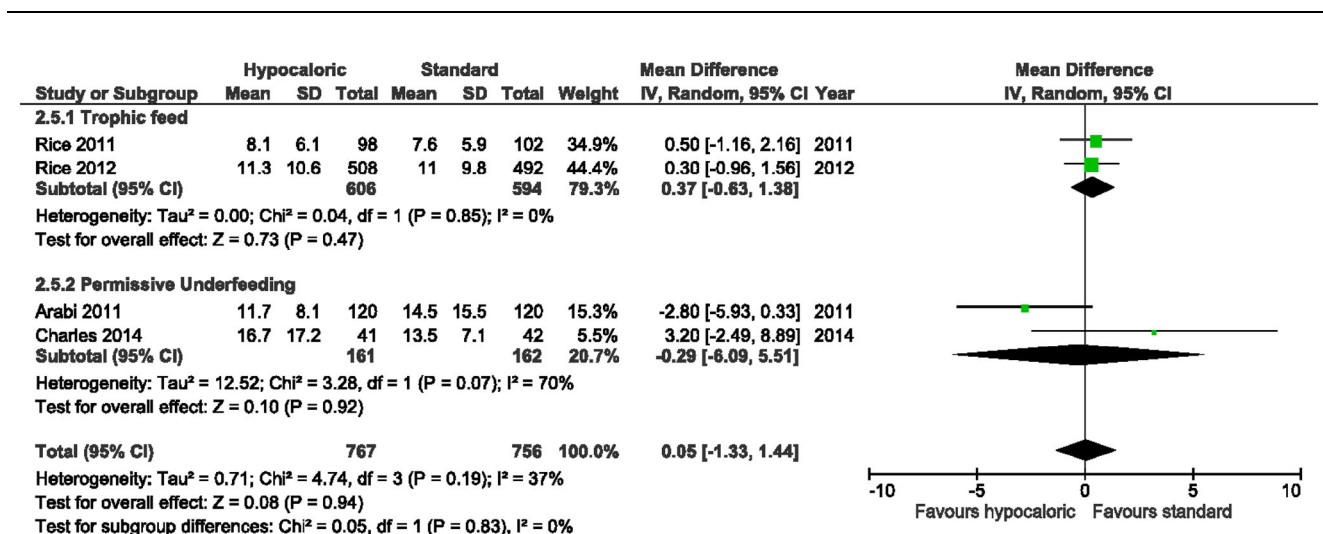 Hypocaloric Standard Mean Difference Mean Difference
Study or Subgroup Mean SD Total Mean SD Total Weight IV, Random, 95% CI Year IV, Random, 95% CI
2.5.1 Trophic feed
Rice 2011 8.1 6.1 98 7.6 5.9 102 34.9% 0.50 [-1.16, 2.16] 2011
Rice 2012 11.3 10.6 508 11 9.8 492 44.4% 0.30 [-0.96, 1.56] 2012
Subtotal (95% CI) 606 594 79.3% 0.37 [-0.63, 1.38]
Heterogeneity: Tau² = 0.00; Chi² = 0.04, df = 1 (P = 0.85); I² = 0%
Test for overall effect: Z = 0.73 (P = 0.47)
2.5.2 Permissive Underfeeding
Arabi 2011 11.7 8.1 120 14.5 15.5 120 15.3% -2.80 [-5.93, 0.33] 2011
Charles 2014 16.7 17.2 41 13.5 7.1 42 5.5% 3.20 [-2.49, 8.89] 2014
Subtotal (95% CI) 161 162 20.7% -0.29 [-6.09, 5.51]
Heterogeneity: Tau² = 12.52; Chi² = 3.28, df = 1 (P = 0.07); I² = 70%
Test for overall effect: Z = 0.10 (P = 0.92)
Total (95% CI) 767 756 100.0% 0.05 [-1.33, 1.44]
Heterogeneity: Tau² = 0.71; Chi² = 4.74, df = 3 (P = 0.19); I² = 37%
Test for overall effect: Z = 0.08 (P = 0.94)
Test for subgroup differences: Chi² = 0.05, df = 1 (P = 0.83), I² = 0%
-10 -5 0 5 10
Favours hypocaloric Favours standard